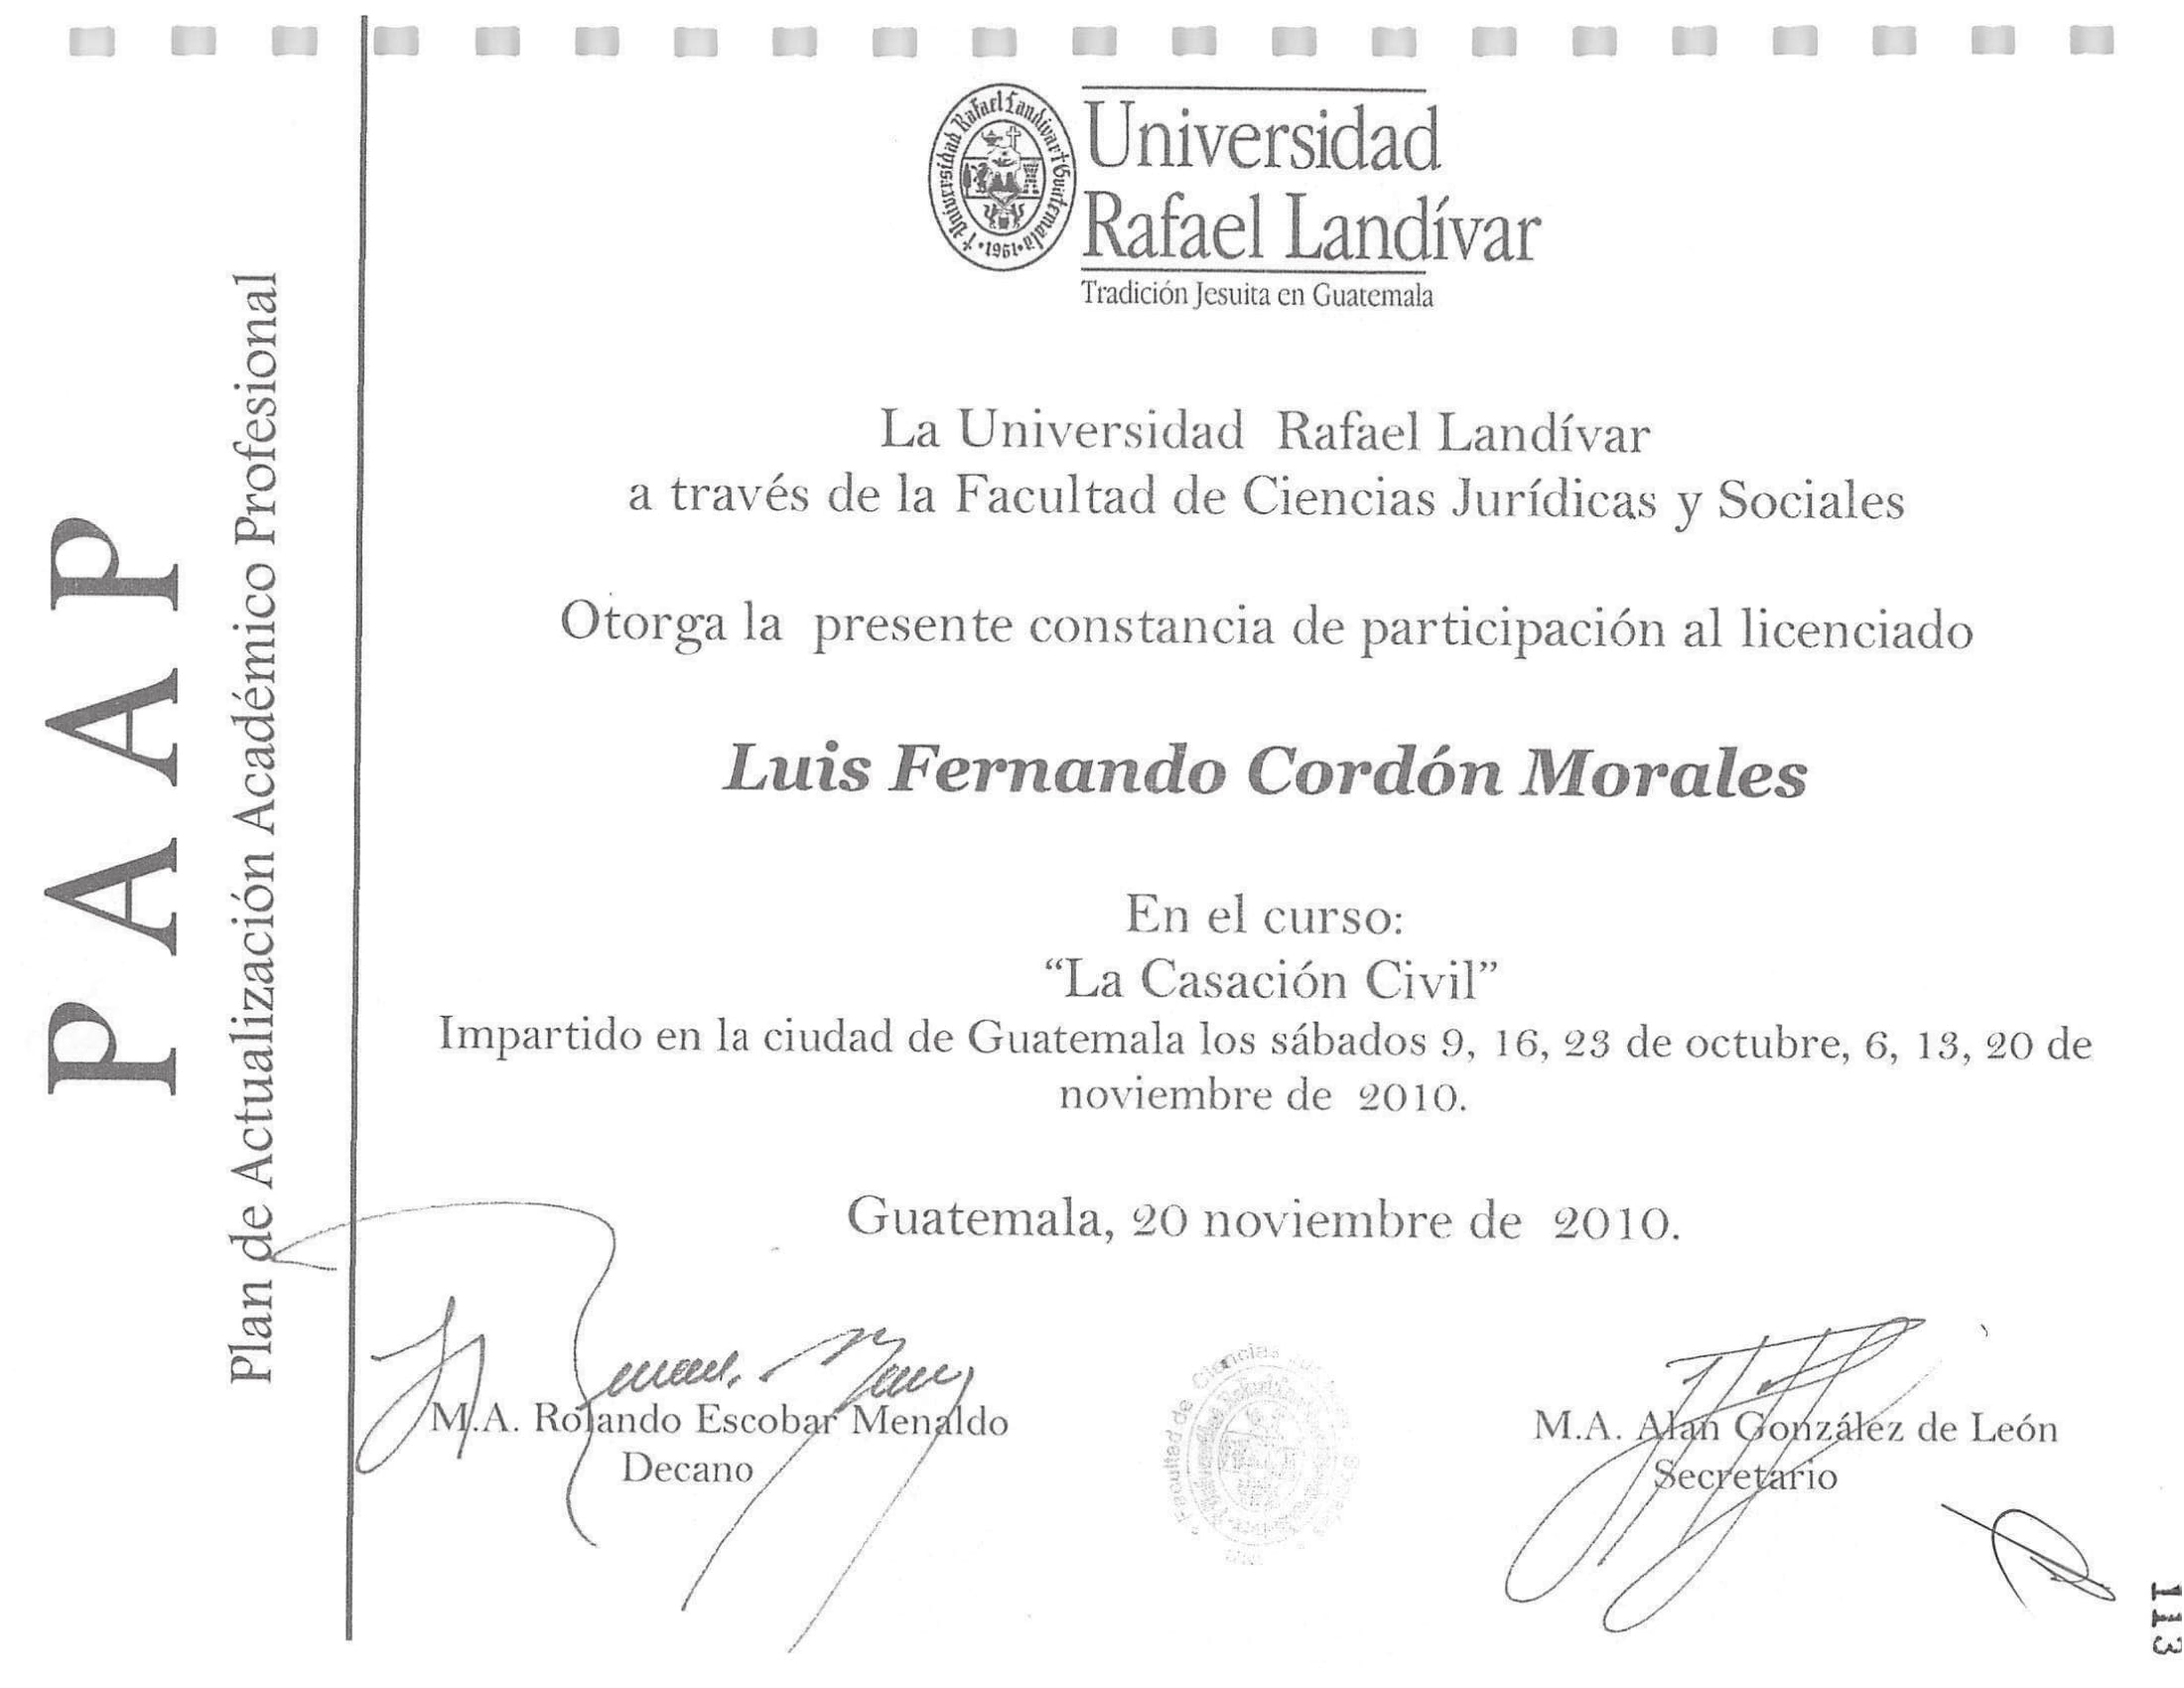 P A A P
Plan de Actualización Académico Profesional
Universidad Rafael Landívar Guatemala
1961
Universidad
Rafael Landívar
Tradición Jesuita en Guatemala
La Universidad Rafael Landívar
a través de la Facultad de Ciencias Jurídicas y Sociales
Otorga la presente constancia de participación al licenciado
Luis Fernando Cordón Morales
En el curso:
“La Casación Civil”
Impartido en la ciudad de Guatemala los sábados 9, 16, 23 de octubre, 6, 13, 20 de
noviembre de 2010.
Guatemala, 20 noviembre de 2010.
M.A. Rolando Escobar Menaldo
Decano
Facultad de Ciencias
M.A. Alan González de León
Secretario
113